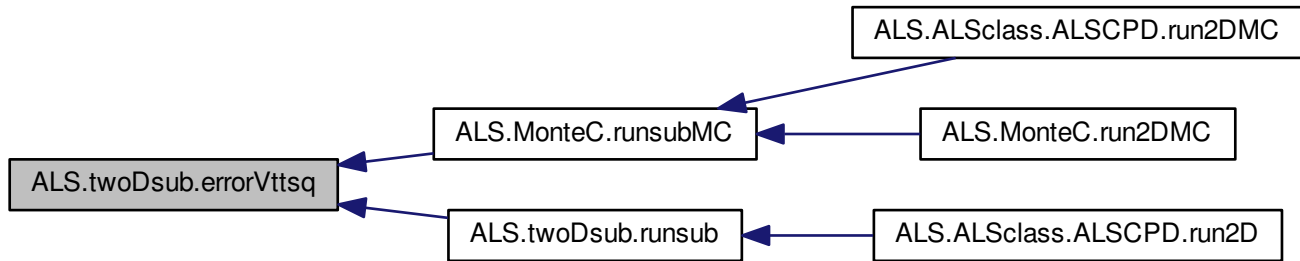 ALS.ALSclass.ALSCPD.run2DMC
ALS.MonteC.runsubMC
ALS.MonteC.run2DMC
ALS.twoDsub.errorVttsq
ALS.twoDsub.runsub
ALS.ALSclass.ALSCPD.run2D